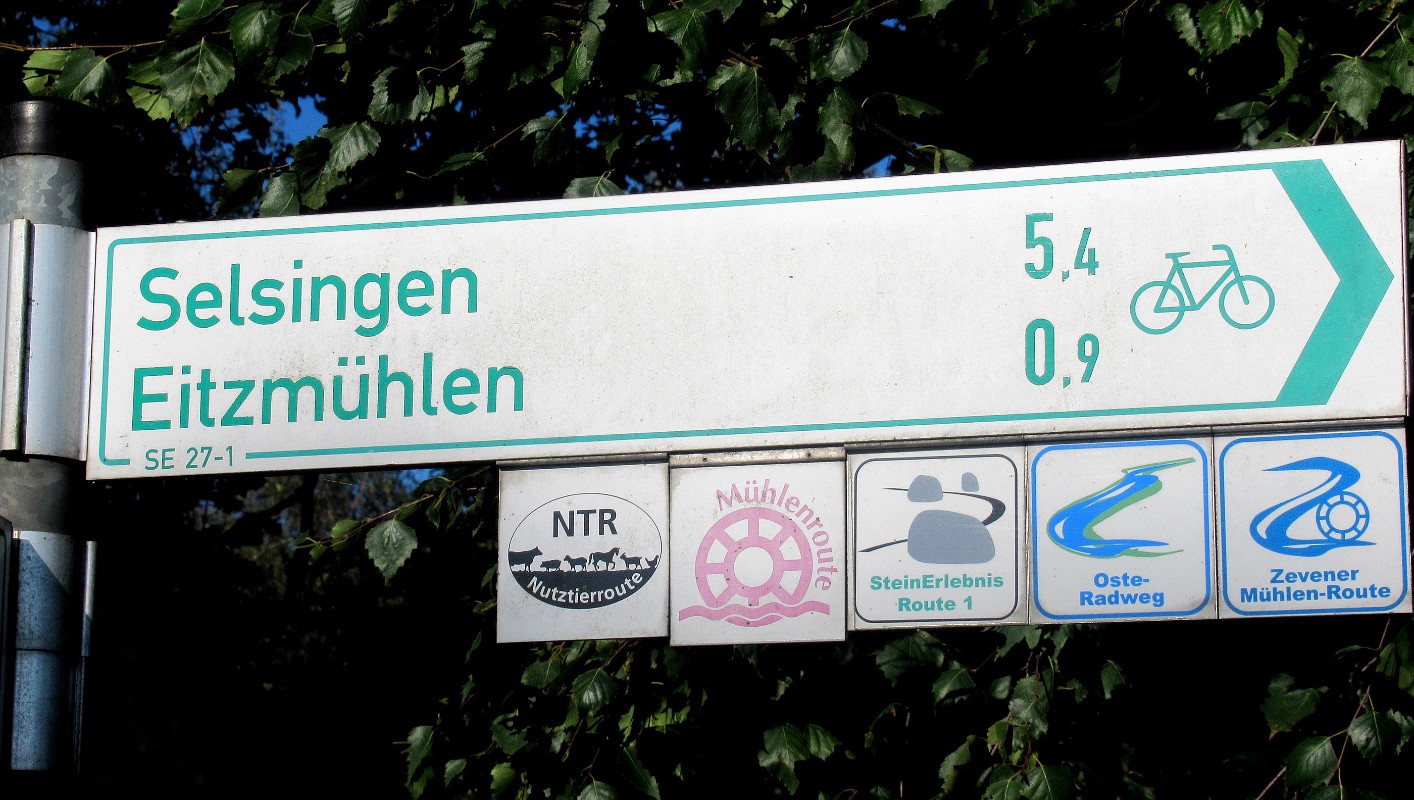 Selsingen 5,4
Eitzmühlen 0,9
SE 27-1
NTR
Nutztierroute
Mühlenroute
SteinErlebnis
Route 1
Oste-
Radweg
Zevener
Mühlen-Route